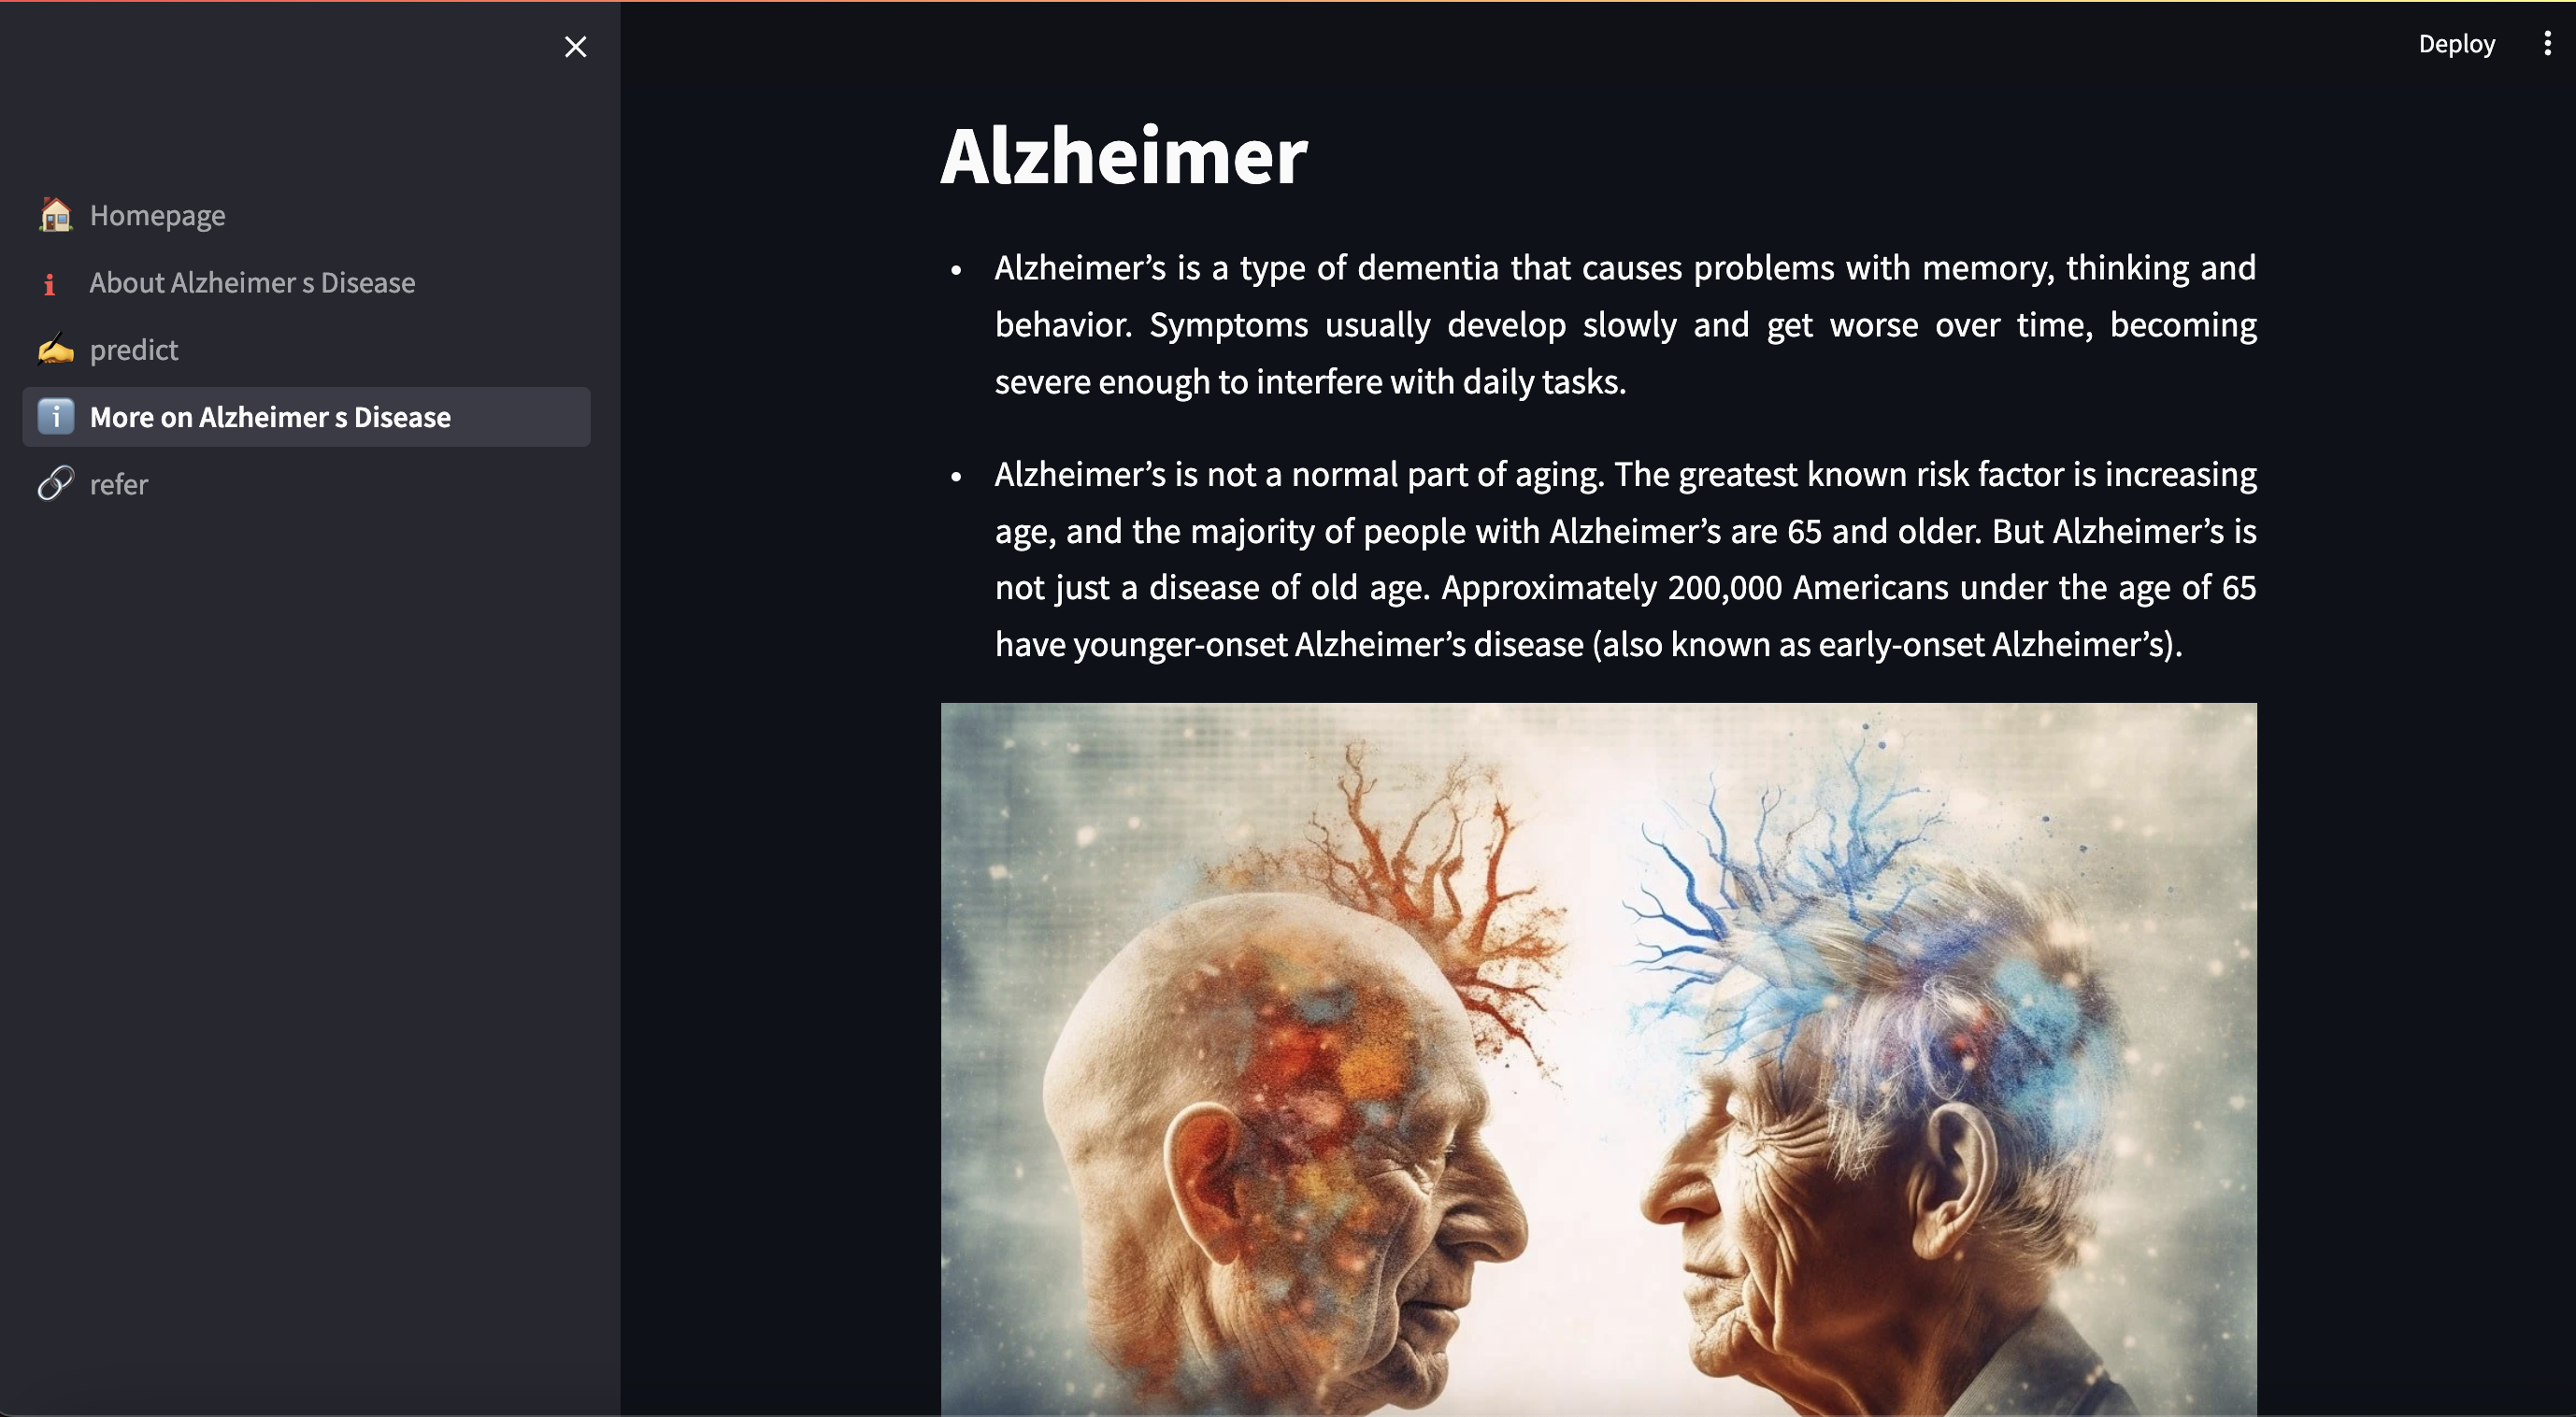 Deploy
Homepage
About Alzheimer s Disease
predict
More on Alzheimer s Disease
refer
Alzheimer
• Alzheimer’s is a type of dementia that causes problems with memory, thinking and
behavior. Symptoms usually develop slowly and get worse over time, becoming
severe enough to interfere with daily tasks.
• Alzheimer’s is not a normal part of aging. The greatest known risk factor is increasing
age, and the majority of people with Alzheimer’s are 65 and older. But Alzheimer’s is
not just a disease of old age. Approximately 200,000 Americans under the age of 65
have younger-onset Alzheimer’s disease (also known as early-onset Alzheimer’s).